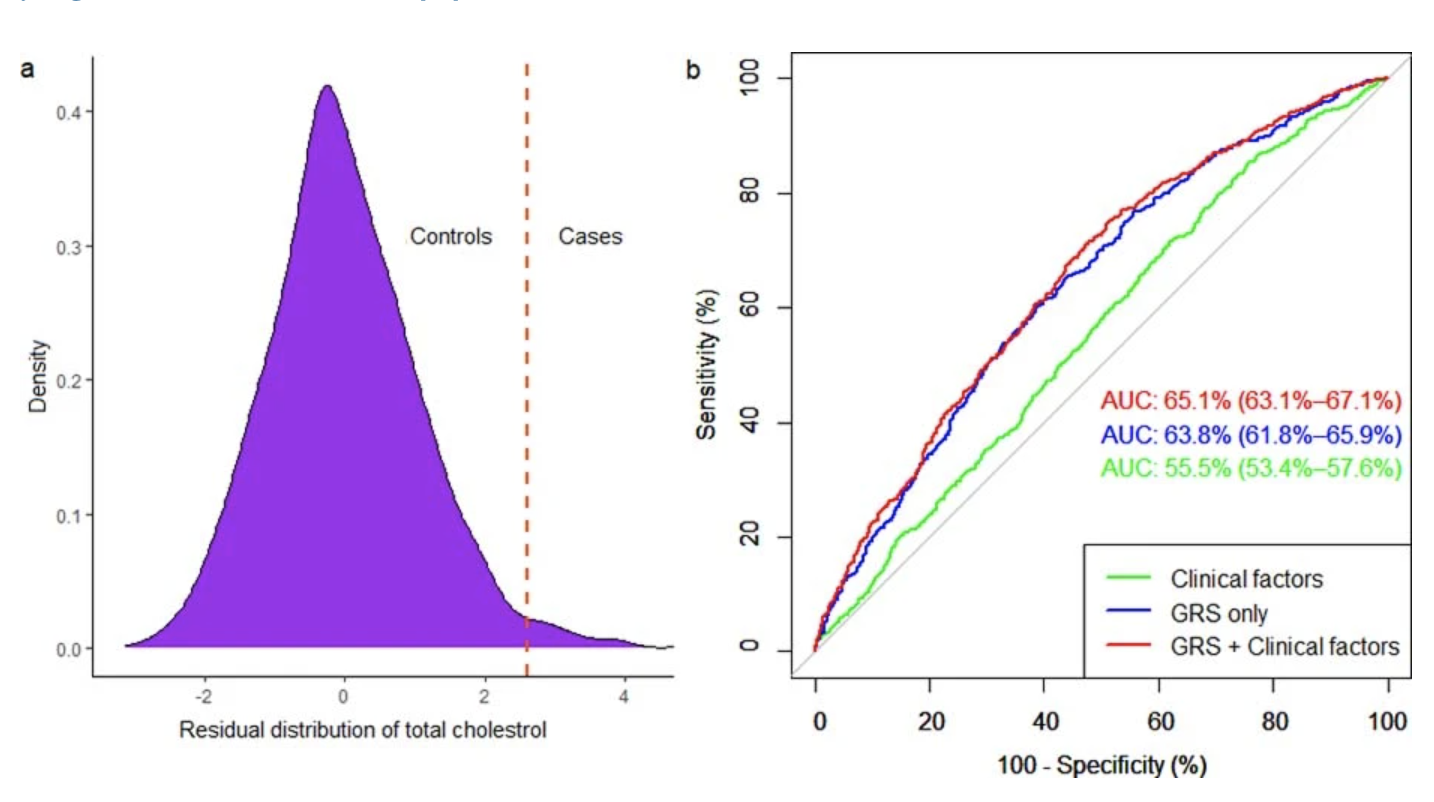 a
0.4
0.3
0.2
0.1
0.0
Density
Controls
Cases
-2 0 2 4
Residual distribution of total cholestrol
b
100
80
60
40
20
0
Sensitivity (%)
AUC: 65.1% (63.1%–67.1%)
AUC: 63.8% (61.8%–65.9%)
AUC: 55.5% (53.4%–57.6%)
Clinical factors
GRS only
GRS + Clinical factors
0 20 40 60 80 100
100 - Specificity (%)